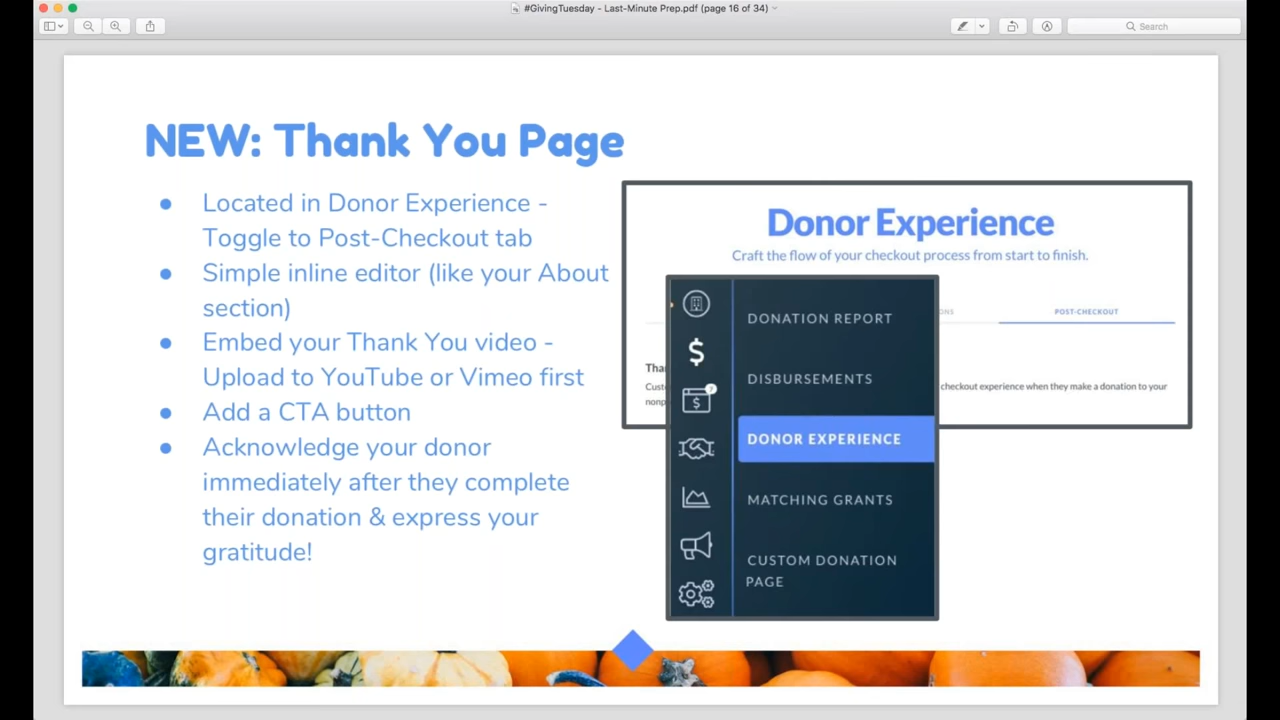 #GivingTuesday - Last-Minute Prep.pdf (page 16 of 34)
Search
NEW: Thank You Page
● Located in Donor Experience -
Toggle to Post-Checkout tab
● Simple inline editor (like your About
section)
● Embed your Thank You video -
Upload to YouTube or Vimeo first
● Add a CTA button
● Acknowledge your donor
immediately after they complete
their donation & express your
gratitude!
Donor Experience
Craft the flow of your checkout process from start to finish.
POST-CHECKOUT
checkout experience when they make a donation to your
DONATION REPORT
DISBURSEMENTS
DONOR EXPERIENCE
MATCHING GRANTS
CUSTOM DONATION
PAGE